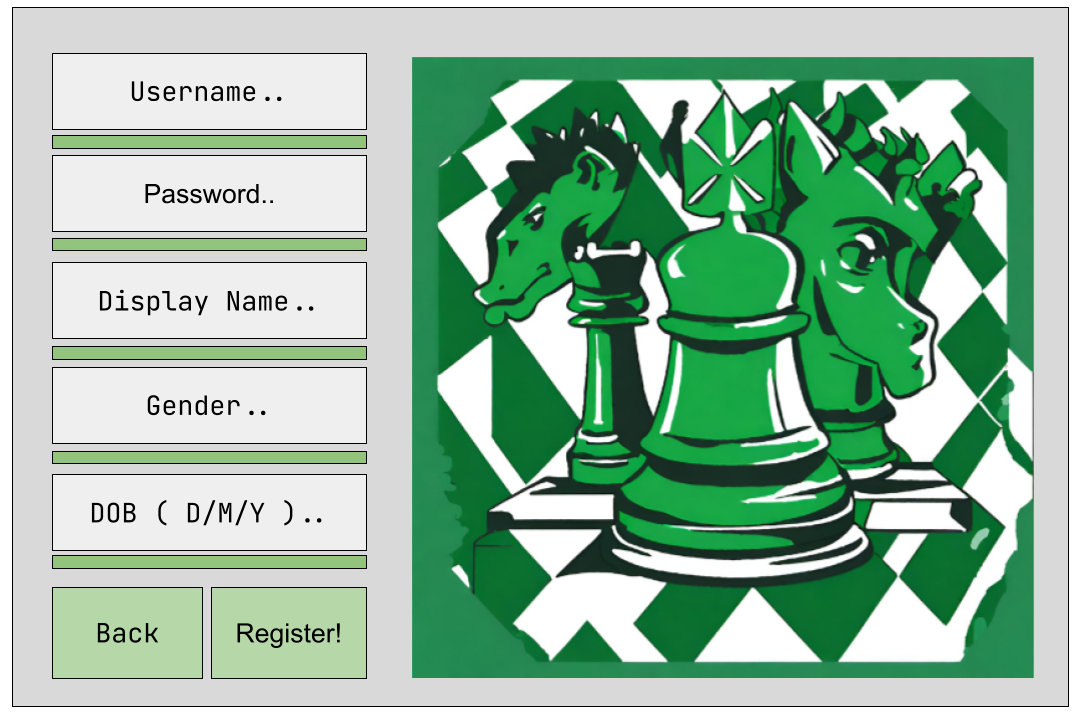 Username..
Password..
Display Name..
Gender..
DOB ( D/M/Y )..
Back
Register!